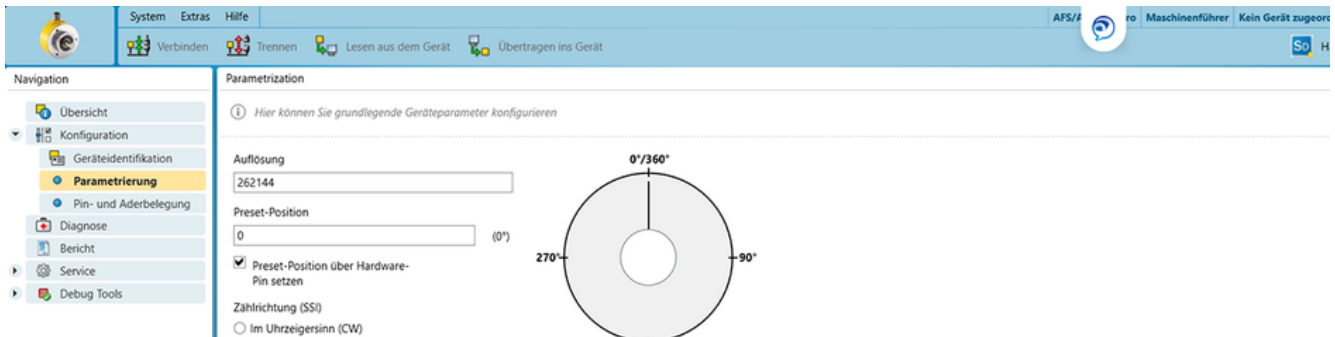 System Extras Hilfe
AFS/A ro Maschinenführer Kein Gerät zugeord
Verbinden Trennen Lesen aus dem Gerät Übertragen ins Gerät
SD H
Navigation
Übersicht
Konfiguration
Geräteidentifikation
Parametrierung
Pin- und Aderbelegung
Diagnose
Bericht
Service
Debug Tools
Parametrization
Hier können Sie grundlegende Geräteparameter konfigurieren
Auflösung
262144
Preset-Position
0 (0°)
Preset-Position über Hardware-
Pin setzen
Zählrichtung (SSI)
Im Uhrzeigersinn (CW)
0°/360°
270°
90°